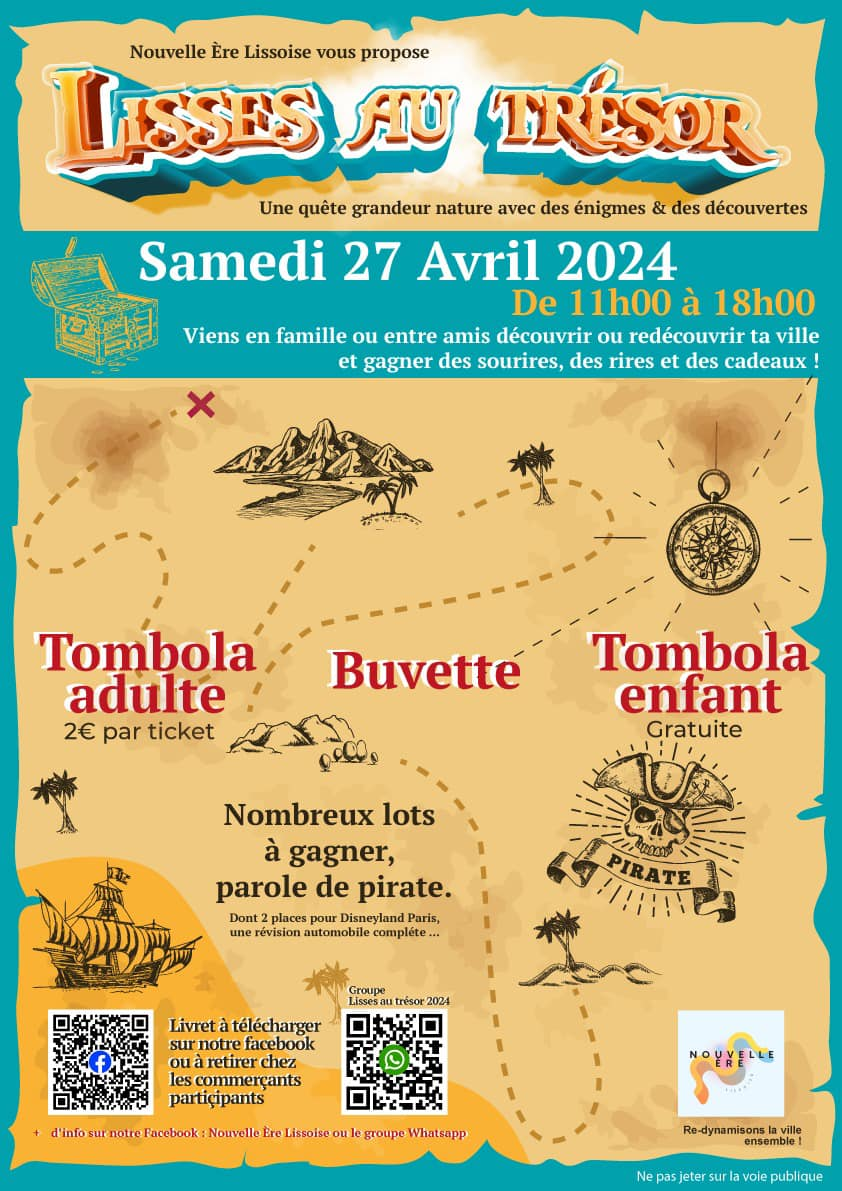 Nouvelle Ère Lissoise vous propose
LISSES AU TRÉSOR
Une quête grandeur nature avec des énigmes & des découvertes
Samedi 27 Avril 2024
De 11h00 à 18h00
Viens en famille ou entre amis découvrir ou redécouvrir ta ville
et gagner des sourires, des rires et des cadeaux !
Tombola
adulte
2€ par ticket
Buvette
Tombola
enfant
Gratuite
PIRATE
Nombreux lots
à gagner,
parole de pirate.
Dont 2 places pour Disneyland Paris,
une révision automobile compléte ...
Livret à télécharger
sur notre facebook
ou à retirer chez
les commerçants
partiçipants
Groupe
Lisses au trésor 2024
NOUVELLE
ÈRE
Re-dynamisons la ville
ensemble !
+ d'info sur notre Facebook : Nouvelle Ère Lissoise ou le groupe Whatsapp
Ne pas jeter sur la voie publique